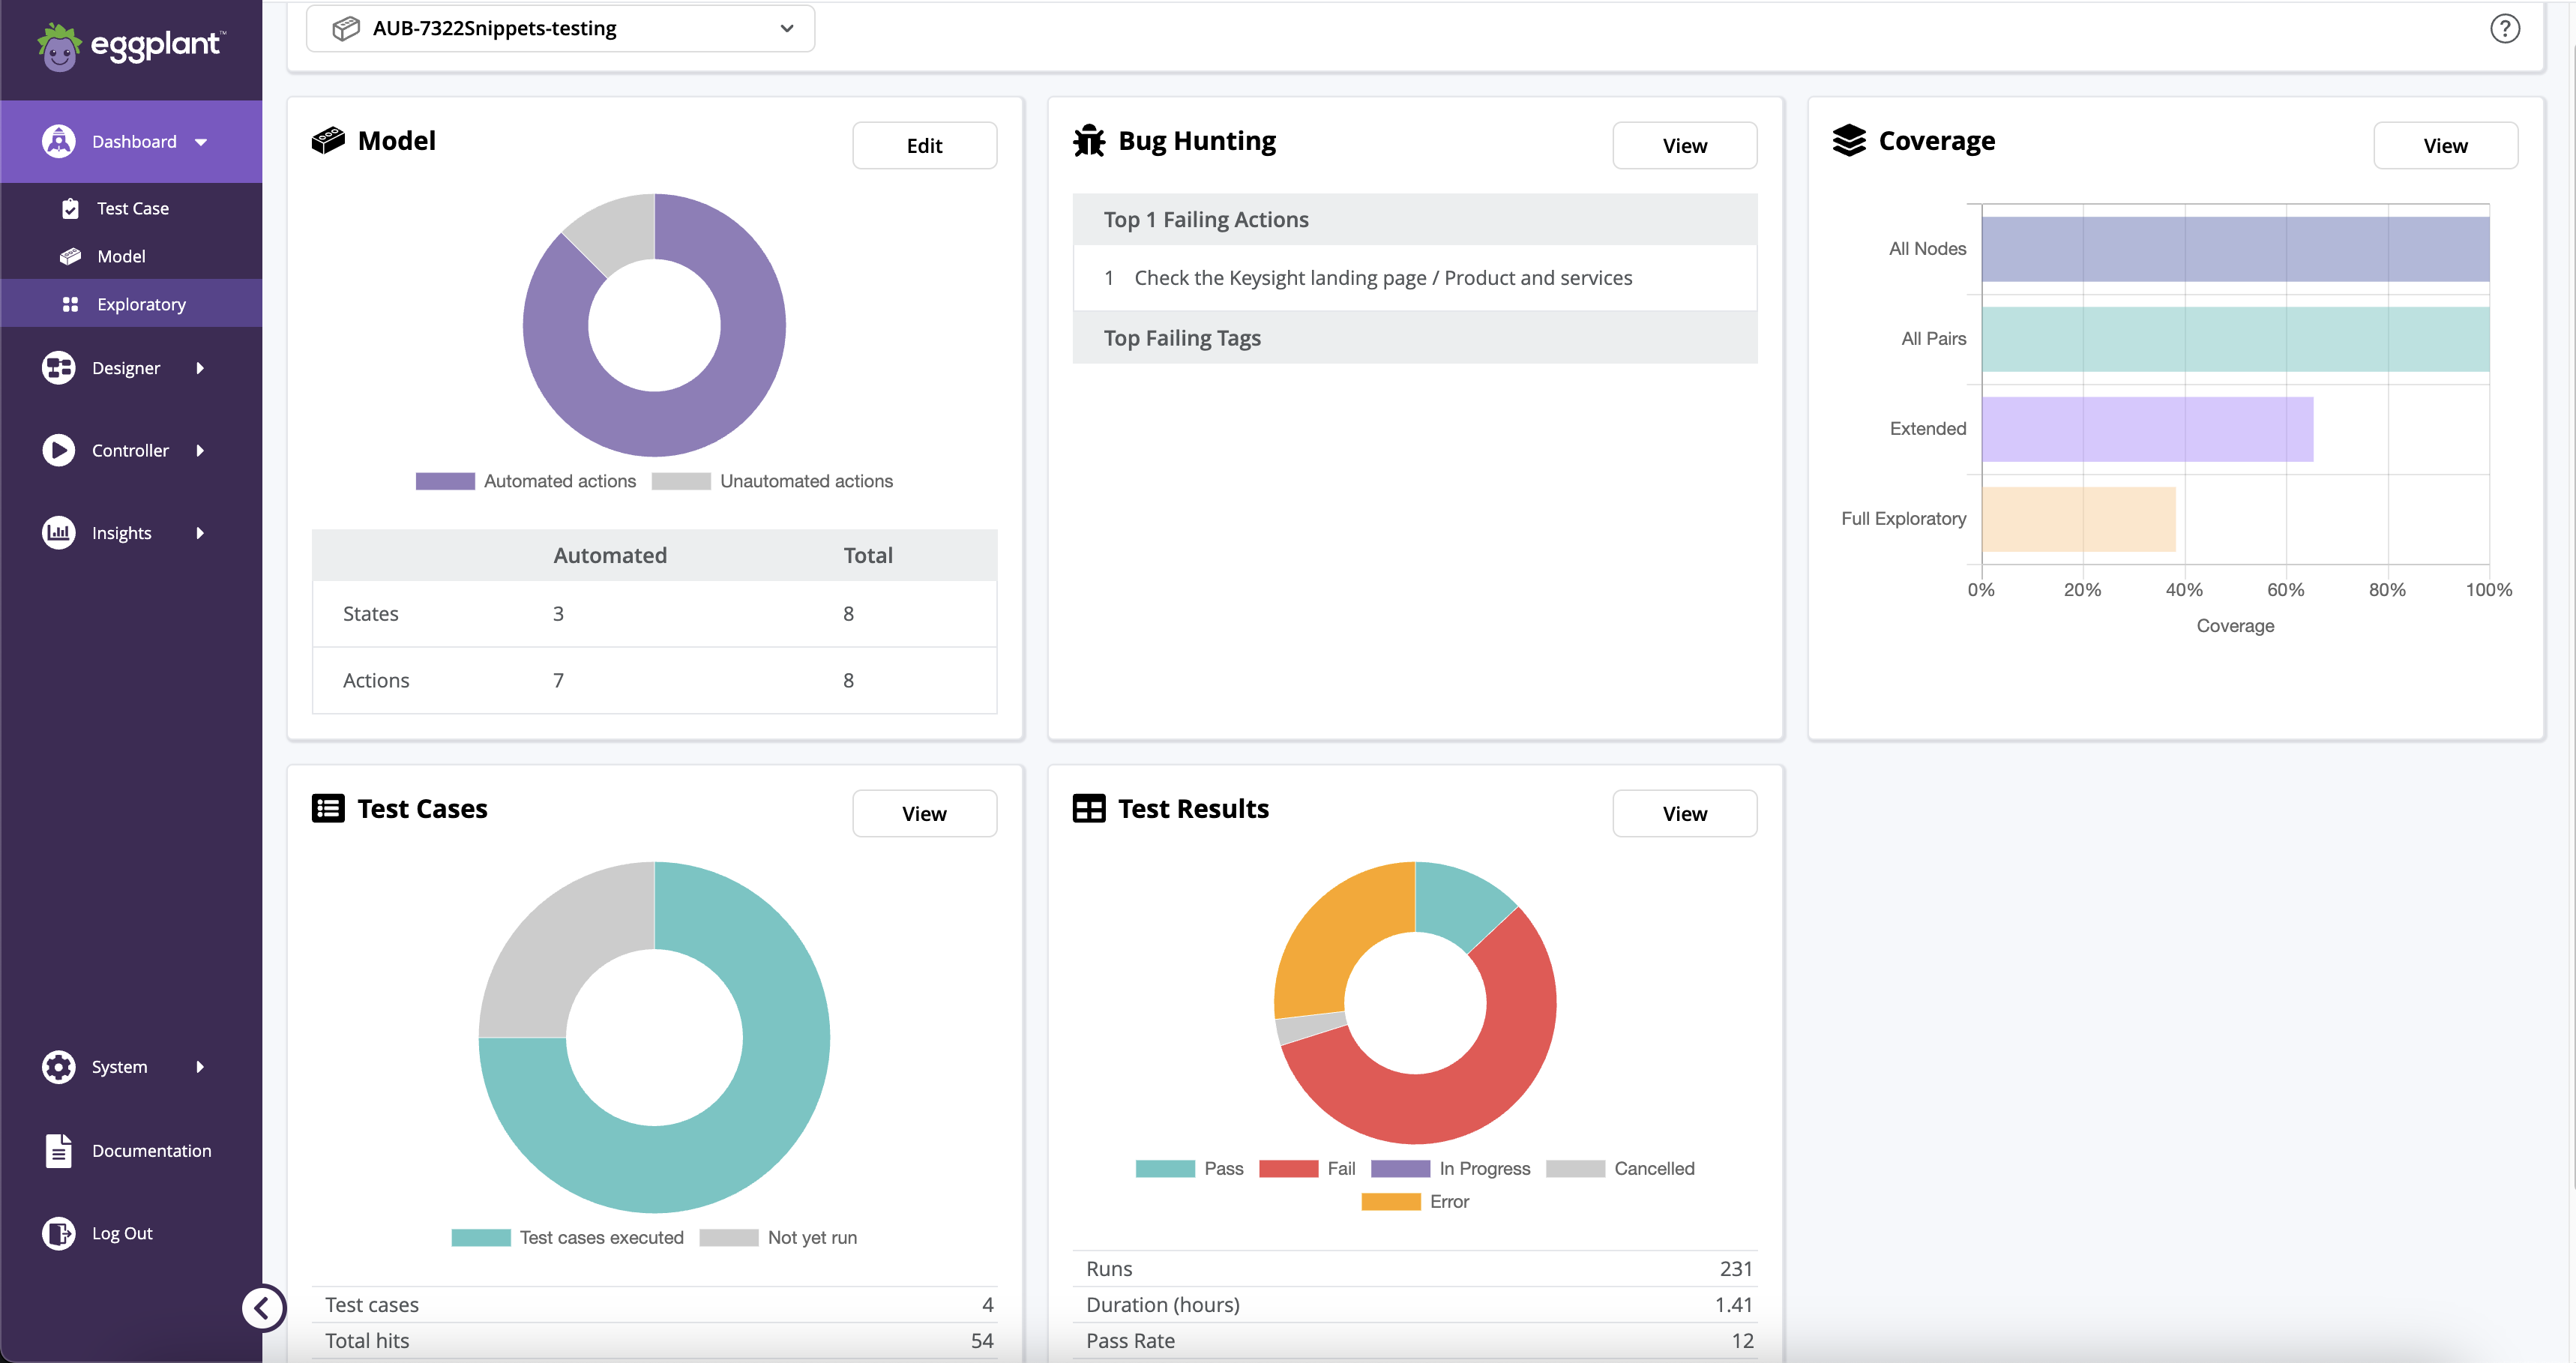 eggplant™
Dashboard
Test Case
Model
Exploratory
Designer
Controller
Insights
System
Documentation
Log Out
AUB-7322Snippets-testing
?
Model
Edit
Automated actions
Unautomated actions
Automated Total
States 3 8
Actions 7 8
Bug Hunting
View
Top 1 Failing Actions
1 Check the Keysight landing page / Product and services
Top Failing Tags
Coverage
View
All Nodes
All Pairs
Extended
Full Exploratory
0% 20% 40% 60% 80% 100%
Coverage
Test Cases
View
Test cases executed
Not yet run
Test cases 4
Total hits 54
Test Results
View
Pass Fail In Progress Cancelled
Error
Runs 231
Duration (hours) 1.41
Pass Rate 12